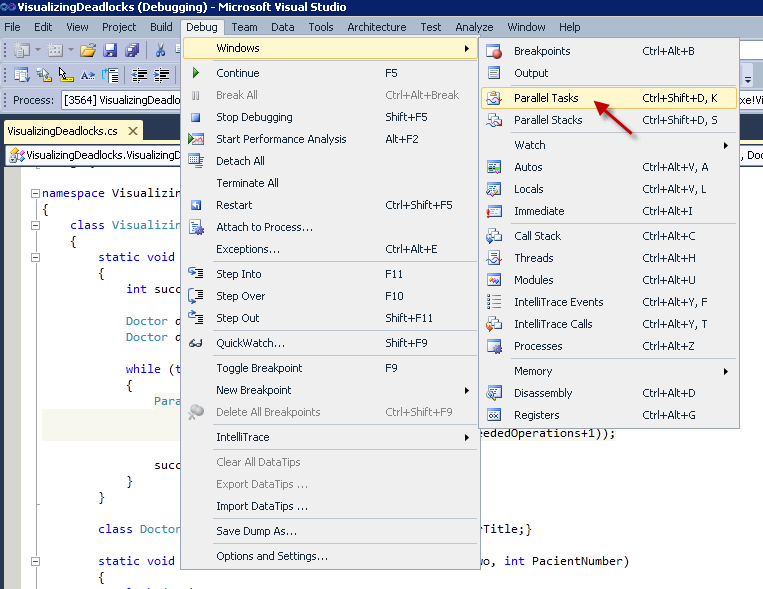 VisualizingDeadlocks (Debugging) - Microsoft Visual Studio
File Edit View Project Build Debug Team Data Tools Architecture Test Analyze Window Help
Process: [3564] VisualizingDeadlo
xe!Vis
VisualizingDeadlocks.cs
VisualizingDeadlocks.VisualizingD
, Doc
namespace Visualizin
{
class Visualizin
{
static void
{
int succ
Doctor d
Doctor d
while (t
{
Para
eededOperations+1));
succ
}
}
class Doctor
rTitle;}
static void
wo, int PacientNumber)
{
Windows
Continue F5
Break All Ctrl+Alt+Break
Stop Debugging Shift+F5
Start Performance Analysis Alt+F2
Detach All
Terminate All
Restart Ctrl+Shift+F5
Attach to Process...
Exceptions... Ctrl+Alt+E
Step Into F11
Step Over F10
Step Out Shift+F11
QuickWatch... Shift+F9
Toggle Breakpoint F9
New Breakpoint
Delete All Breakpoints Ctrl+Shift+F9
IntelliTrace
Clear All DataTips
Export DataTips ...
Import DataTips ...
Save Dump As...
Options and Settings...
Breakpoints Ctrl+Alt+B
Output
Parallel Tasks Ctrl+Shift+D, K
Parallel Stacks Ctrl+Shift+D, S
Watch
Autos Ctrl+Alt+V, A
Locals Ctrl+Alt+V, L
Immediate Ctrl+Alt+I
Call Stack Ctrl+Alt+C
Threads Ctrl+Alt+H
Modules Ctrl+Alt+U
IntelliTrace Events Ctrl+Alt+Y, F
IntelliTrace Calls Ctrl+Alt+Y, T
Processes Ctrl+Alt+Z
Memory
Disassembly Ctrl+Alt+D
Registers Ctrl+Alt+G